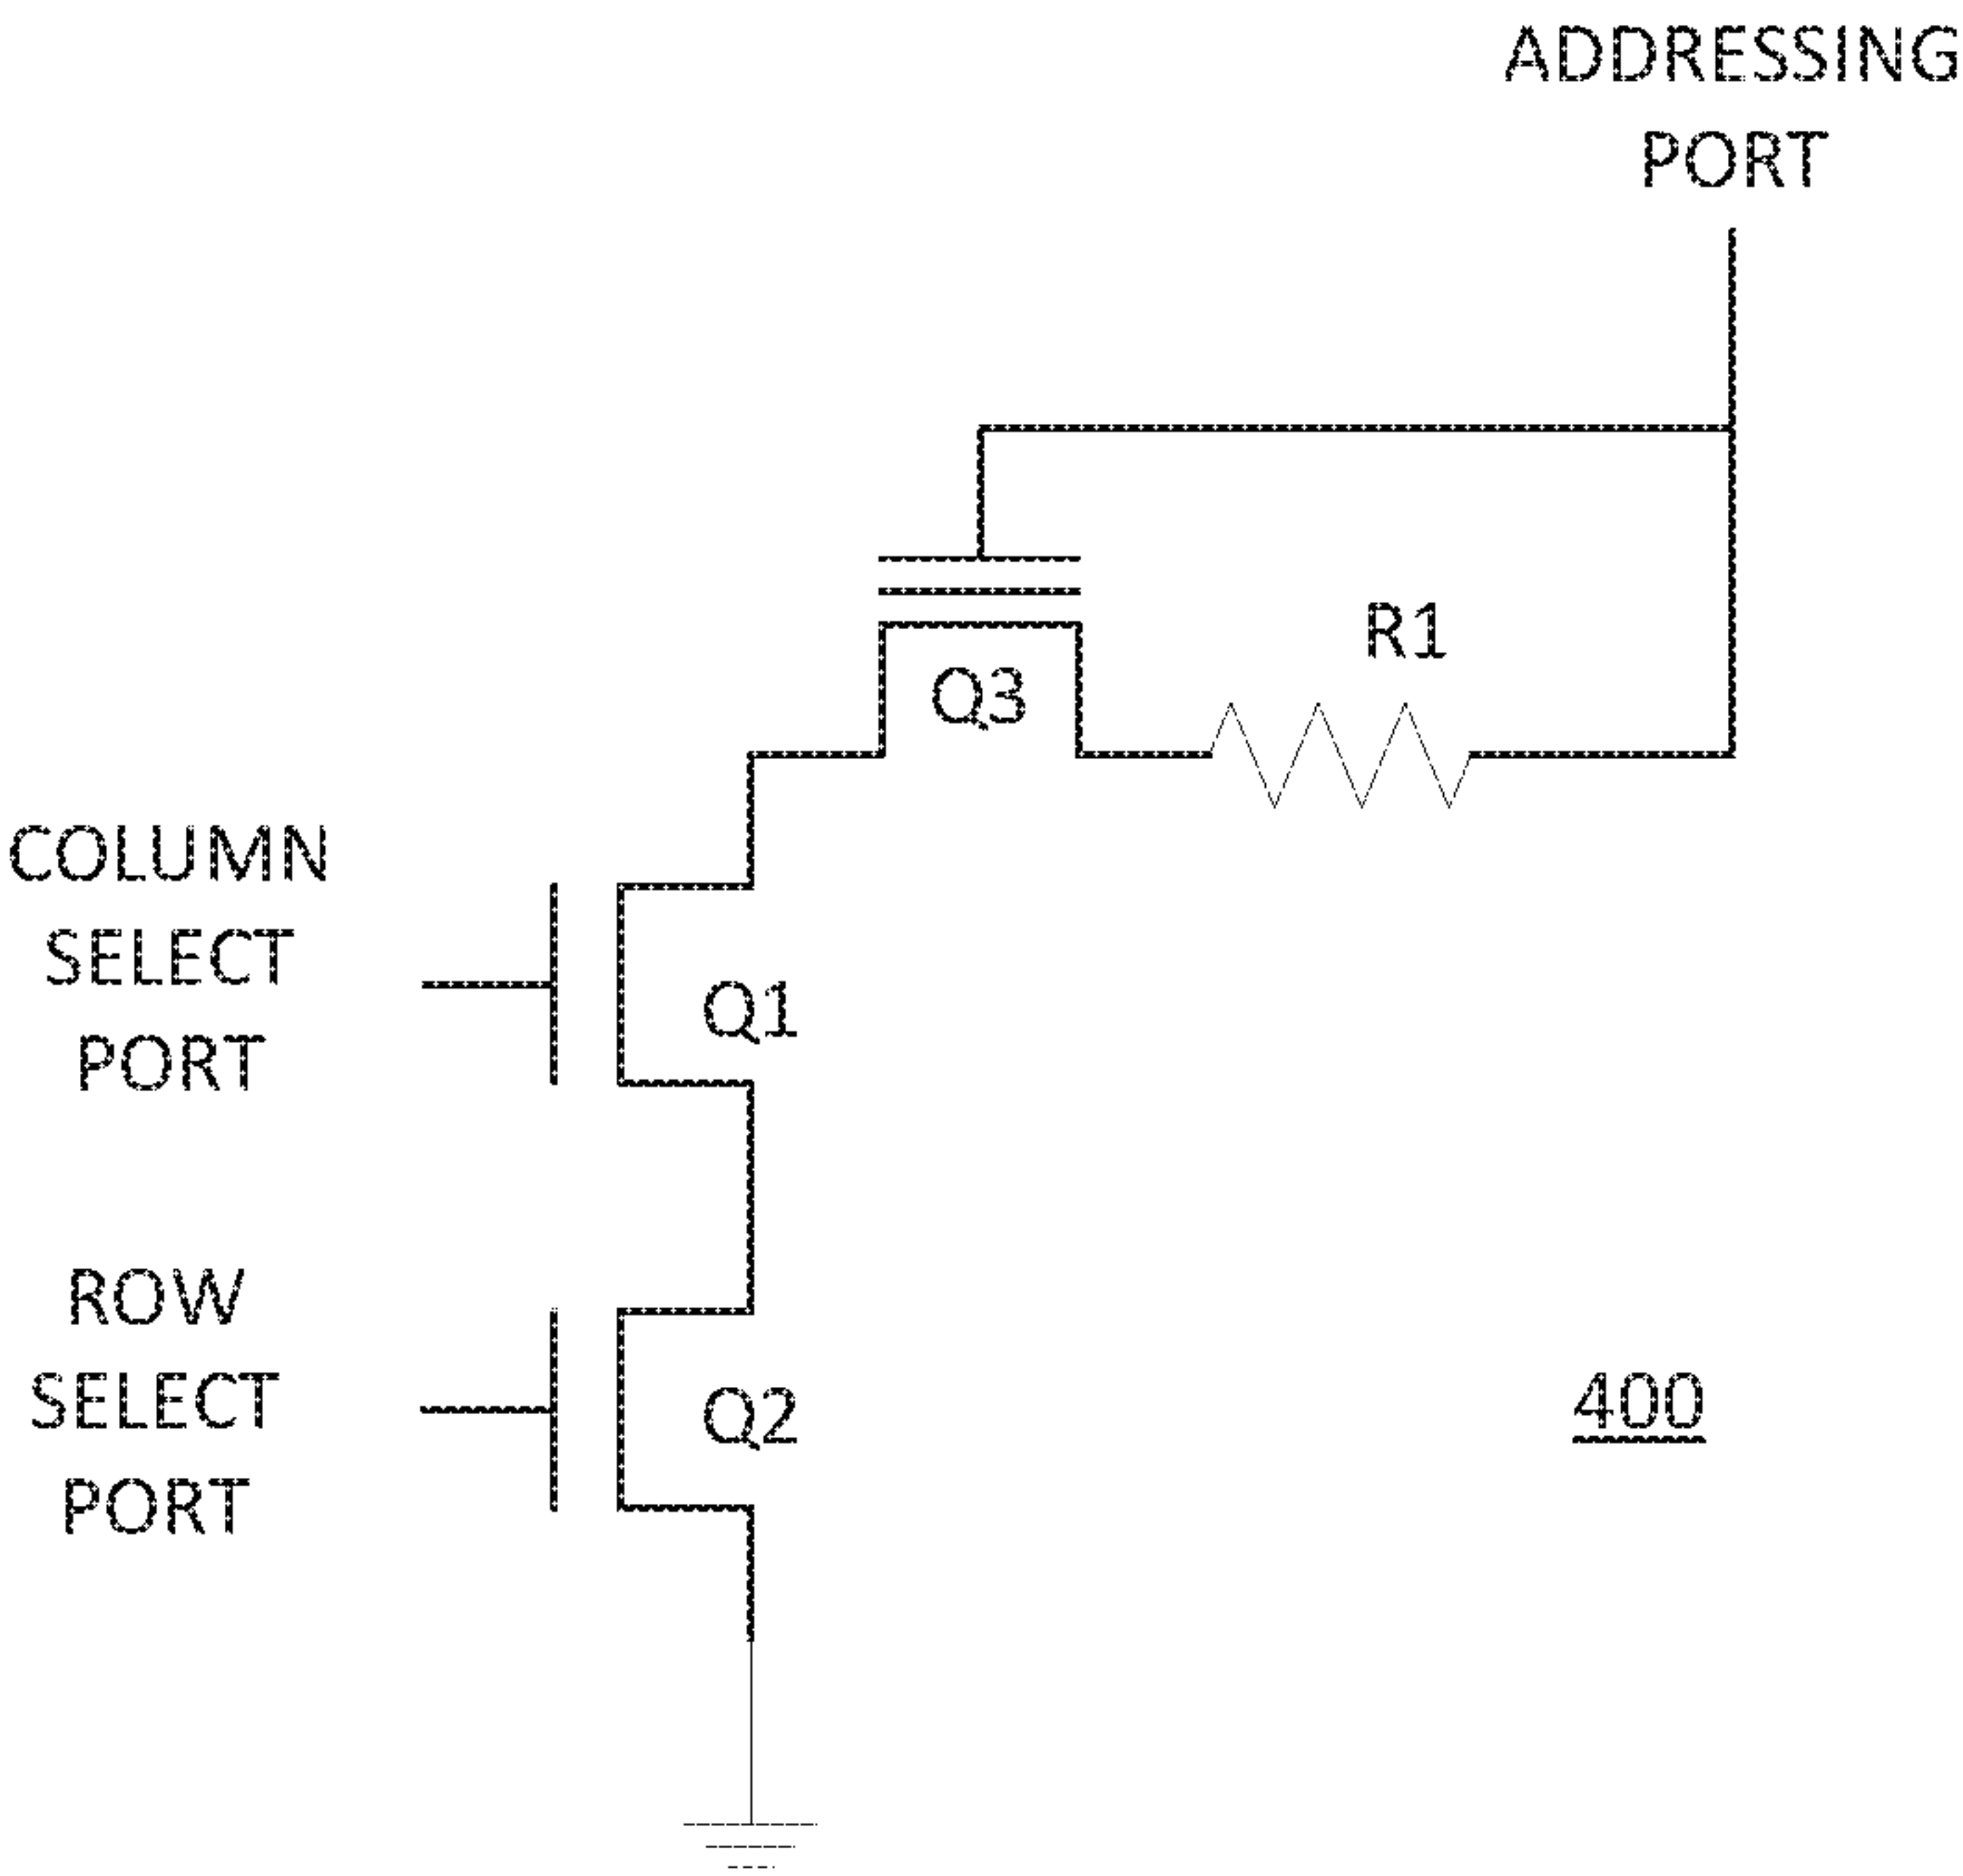 ADDRESSING
PORT
R1
Q3
COLUMN
SELECT
PORT
Q1
ROW
SELECT
PORT
Q2
400